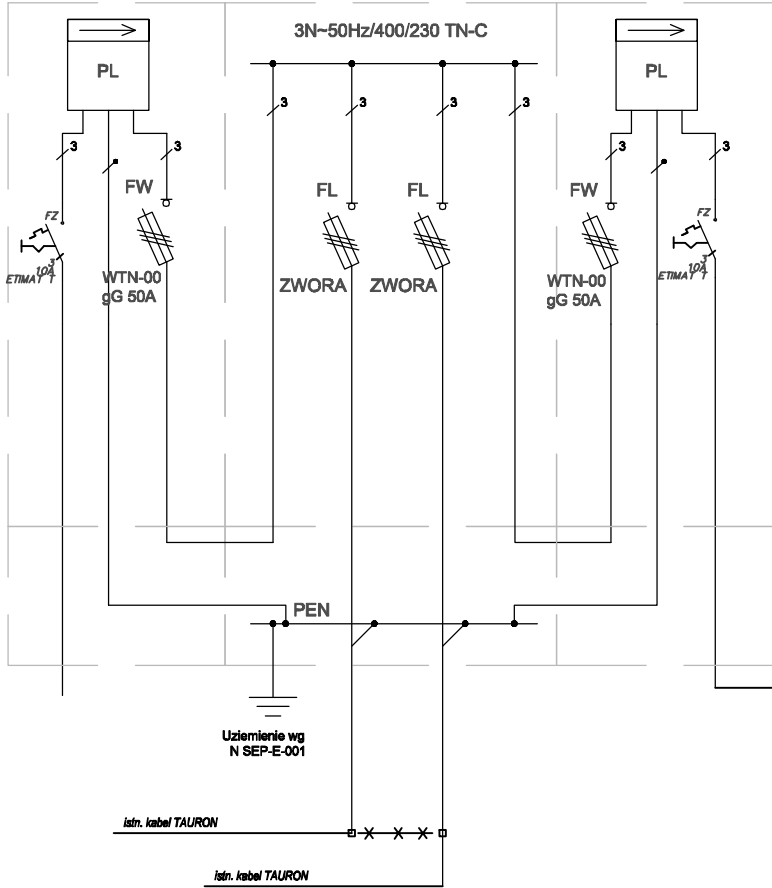 3N~50Hz/400/230 TN-C
PL
PL
3
3
3
3
3
3
3
3
FW
FL
FL
FW
FZ
FZ
3
10A
ETIMAT T
WTN-00
gG 50A
ZWORA
ZWORA
WTN-00
gG 50A
3
10A
ETIMAT T
PEN
Uziemienie wg
N SEP-E-001
istn. kabel TAURON
istn. kabel TAURON